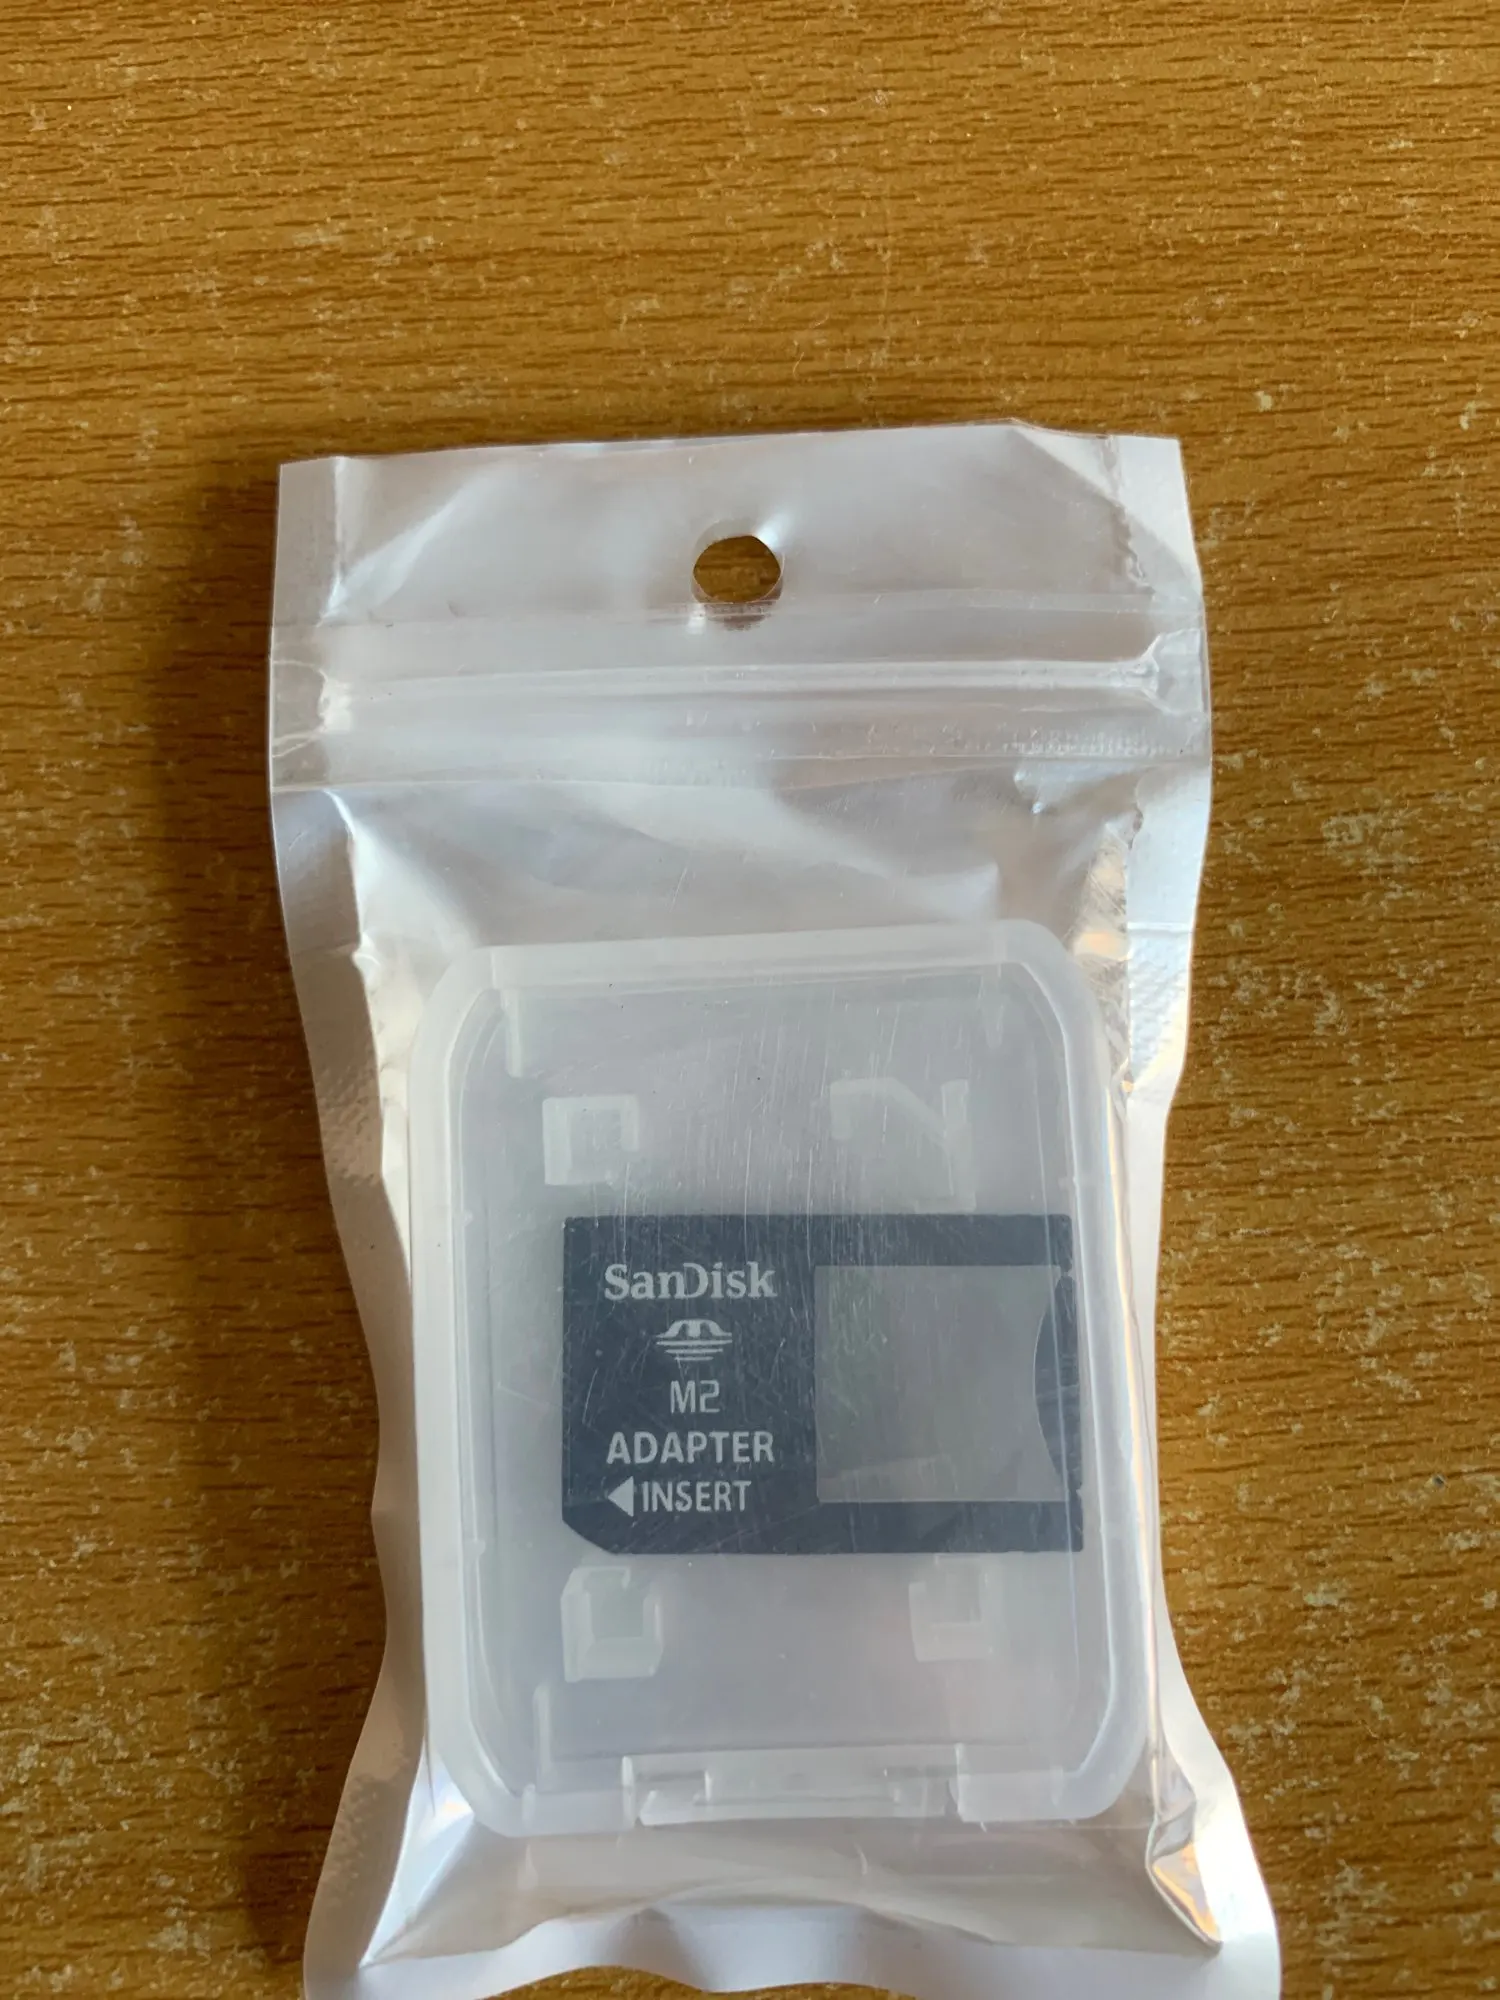 SanDisk
M2
ADAPTER
INSERT